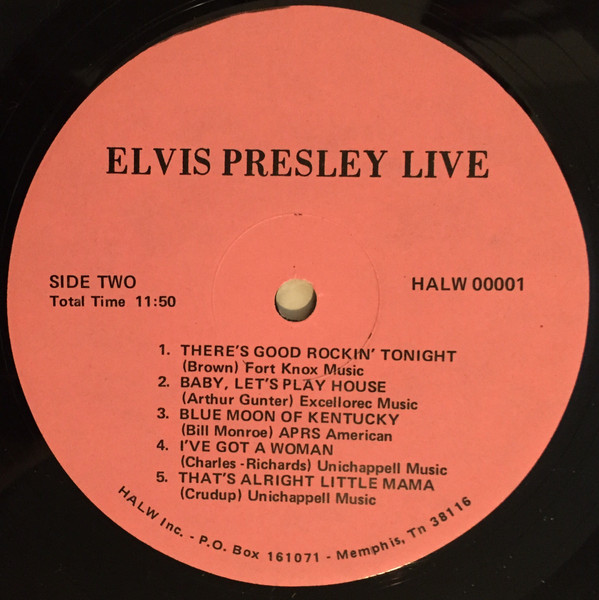 ELVIS PRESLEY LIVE
SIDE TWO
Total Time 11:50
HALW 00001
1. THERE'S GOOD ROCKIN' TONIGHT
(Brown) Fort Knox Music
2. BABY, LET'S PLAY HOUSE
(Arthur Gunter) Excellorec Music
3. BLUE MOON OF KENTUCKY
(Bill Monroe) APRS American
4. I'VE GOT A WOMAN
(Charles -Richards) Unichappell Music
5. THAT'S ALRIGHT LITTLE MAMA
(Crudup) Unichappell Music
HALW Inc. - P.O. Box 161071 - Memphis, Tn 38116